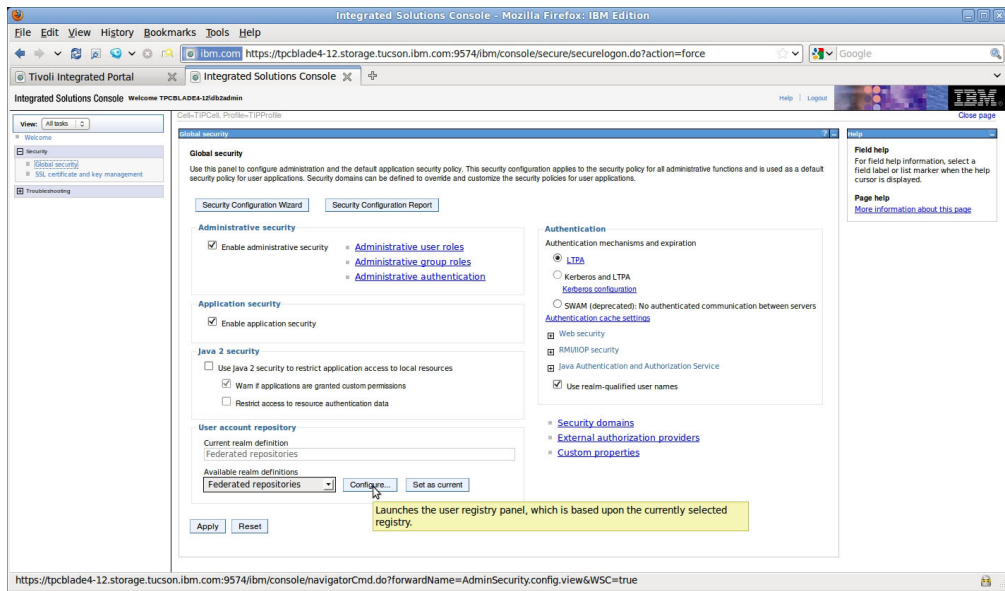 Integrated Solutions Console - Mozilla Firefox: IBM Edition
File Edit View History Bookmarks Tools Help
ibm.com https://tpcblade4-12.storage.tucson.ibm.com:9574/ibm/console/secure/securelogon.do?action=force
Google
Tivoli Integrated Portal
Integrated Solutions Console
Integrated Solutions Console Welcome TPCBLADE4-12\db2admin
Help | Logout
IBM.
View: All tasks
Welcome
Security
Global security
SSL certificate and key management
Troubleshooting
Cell=TIPCell, Profile=TIPProfile
Close page
Global security
Global security
Use this panel to configure administration and the default application security policy. This security configuration applies to the security policy for all administrative functions and is used as a default
security policy for user applications. Security domains can be defined to override and customize the security policies for user applications.
Security Configuration Wizard Security Configuration Report
Administrative security
Enable administrative security
Administrative user roles
Administrative group roles
Administrative authentication
Application security
Enable application security
Java 2 security
Use Java 2 security to restrict application access to local resources
Warn if applications are granted custom permissions
Restrict access to resource authentication data
User account repository
Current realm definition
Federated repositories
Available realm definitions
Federated repositories Configure... Set as current
Launches the user registry panel, which is based upon the currently selected
registry.
Apply Reset
Authentication
Authentication mechanisms and expiration
LTPA
Kerberos and LTPA
Kerberos configuration
SWAM (deprecated): No authenticated communication between servers
Authentication cache settings
Web security
RMI/IIOP security
Java Authentication and Authorization Service
Use realm-qualified user names
Security domains
External authorization providers
Custom properties
Help
Field help
For field help information, select a
field label or list marker when the help
cursor is displayed.
Page help
More information about this page
https://tpcblade4-12.storage.tucson.ibm.com:9574/ibm/console/navigatorCmd.do?forwardName=AdminSecurity.config.view&WSC=true